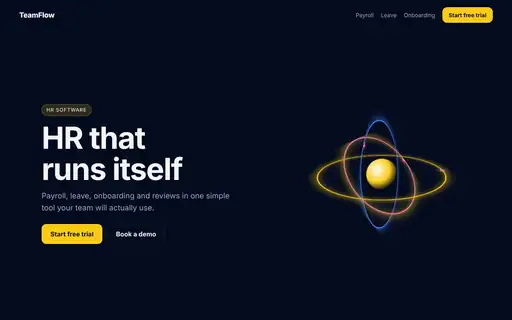 TeamFlow
Payroll Leave Onboarding Start free trial
HR SOFTWARE
HR that
runs itself
Payroll, leave, onboarding and reviews in one simple
tool your team will actually use.
Start free trial Book a demo